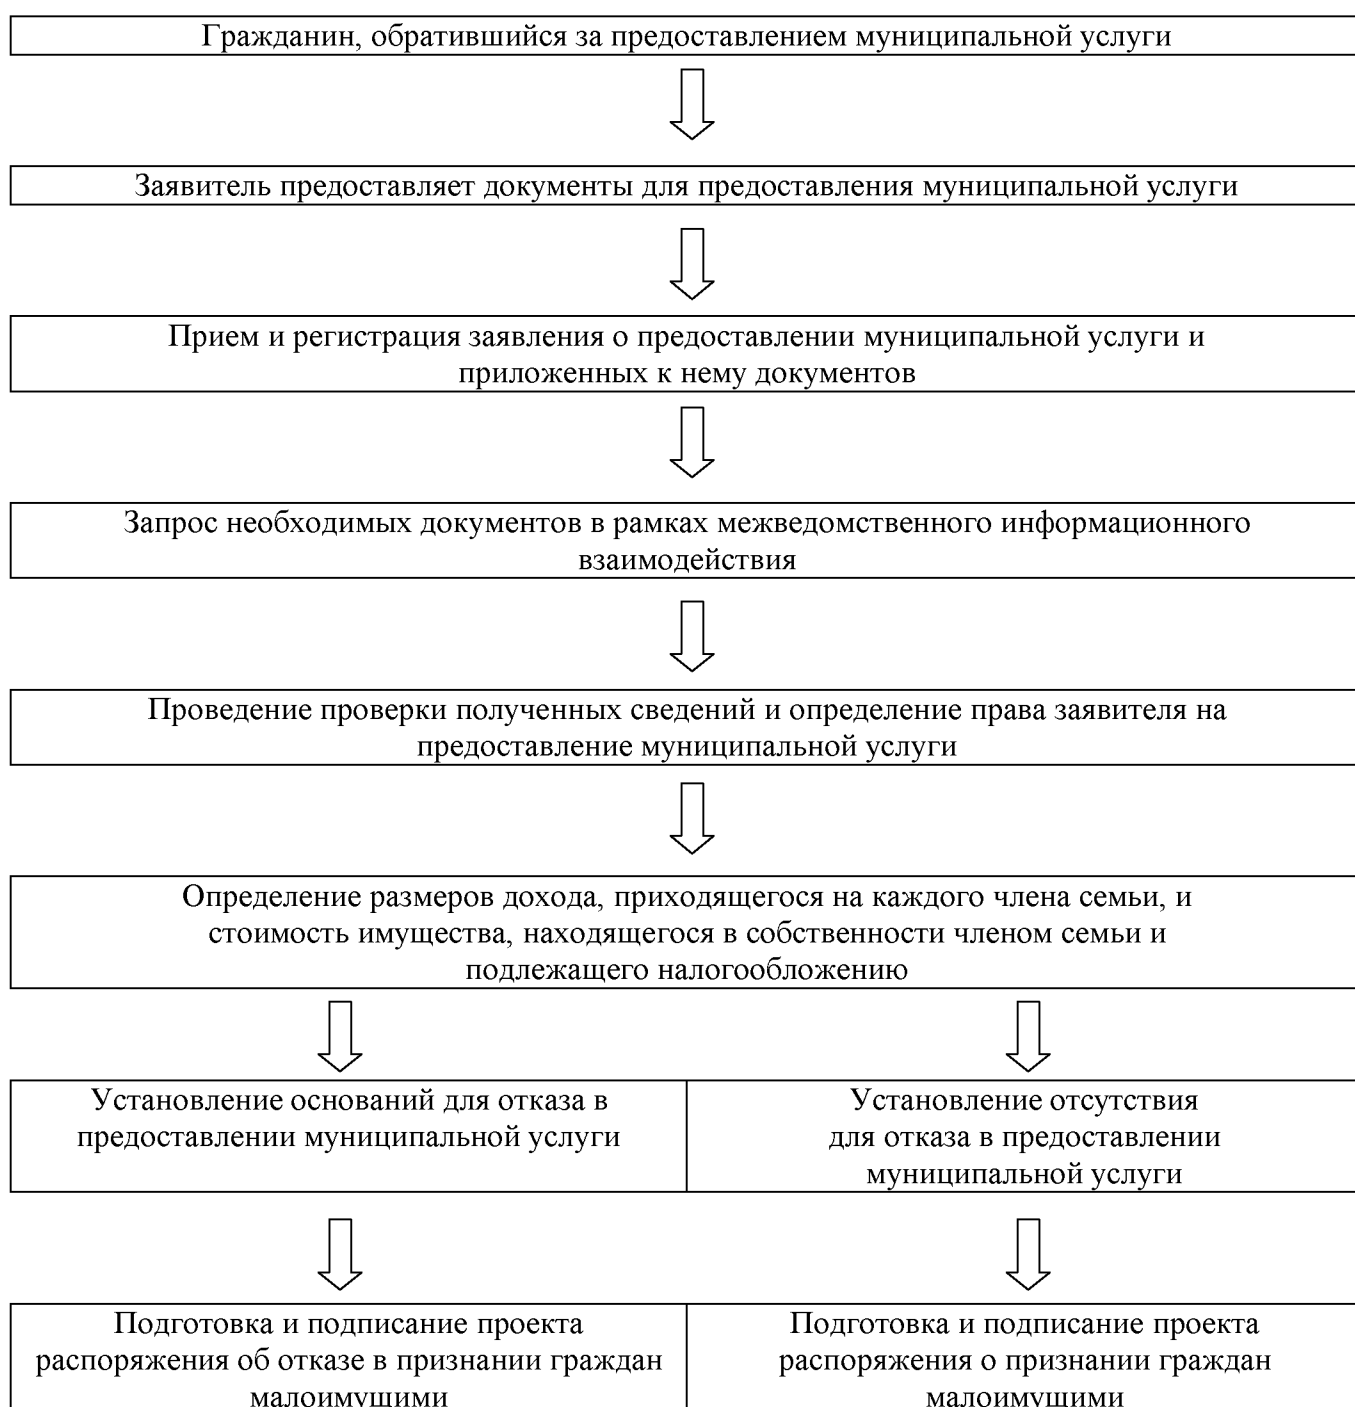 Гражданин, обратившийся за предоставлением муниципальной услуги
Заявитель предоставляет документы для предоставления муниципальной услуги
Прием и регистрация заявления о предоставлении муниципальной услуги и
приложенных к нему документов
Запрос необходимых документов в рамках межведомственного информационного
взаимодействия
Проведение проверки полученных сведений и определение права заявителя на
предоставление муниципальной услуги
Определение размеров дохода, приходящегося на каждого члена семьи, и
стоимость имущества, находящегося в собственности членом семьи и
подлежащего налогообложению
Установление оснований для отказа в
предоставлении муниципальной услуги
Установление отсутствия
для отказа в предоставлении
муниципальной услуги
Подготовка и подписание проекта
распоряжения об отказе в признании граждан
малоимущими
Подготовка и подписание проекта
распоряжения о признании граждан
малоимущими